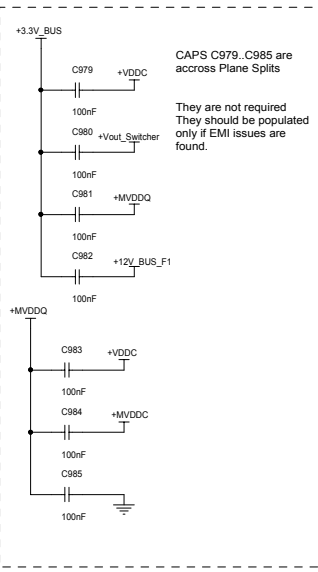 +3.3V_BUS
CAPS C979..C985 are
accross Plane Splits
They are not required
They should be populated
only if EMI issues are
found.
C979
+VDDC
100nF
C980
+Vout_Switcher
100nF
C981
+MVDDQ
100nF
C982
+12V_BUS_F1
100nF
+MVDDQ
C983
+VDDC
100nF
C984
+MVDDC
100nF
C985
100nF